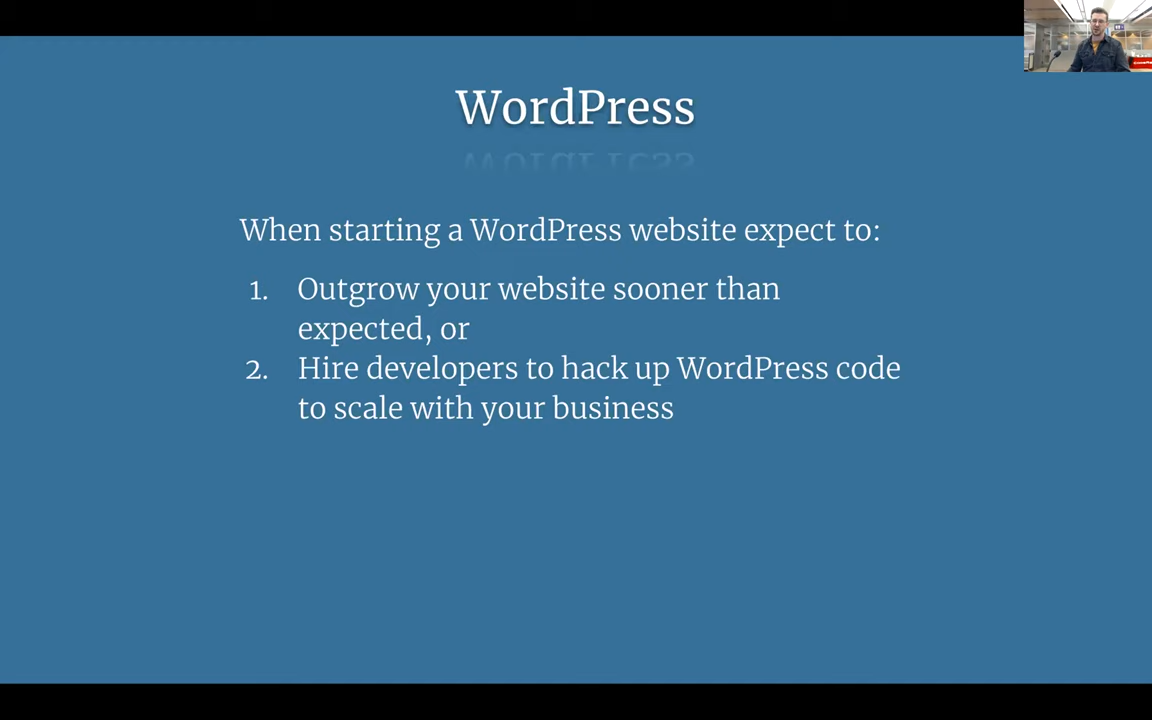 WordPress
When starting a WordPress website expect to:
1. Outgrow your website sooner than
expected, or
2. Hire developers to hack up WordPress code
to scale with your business